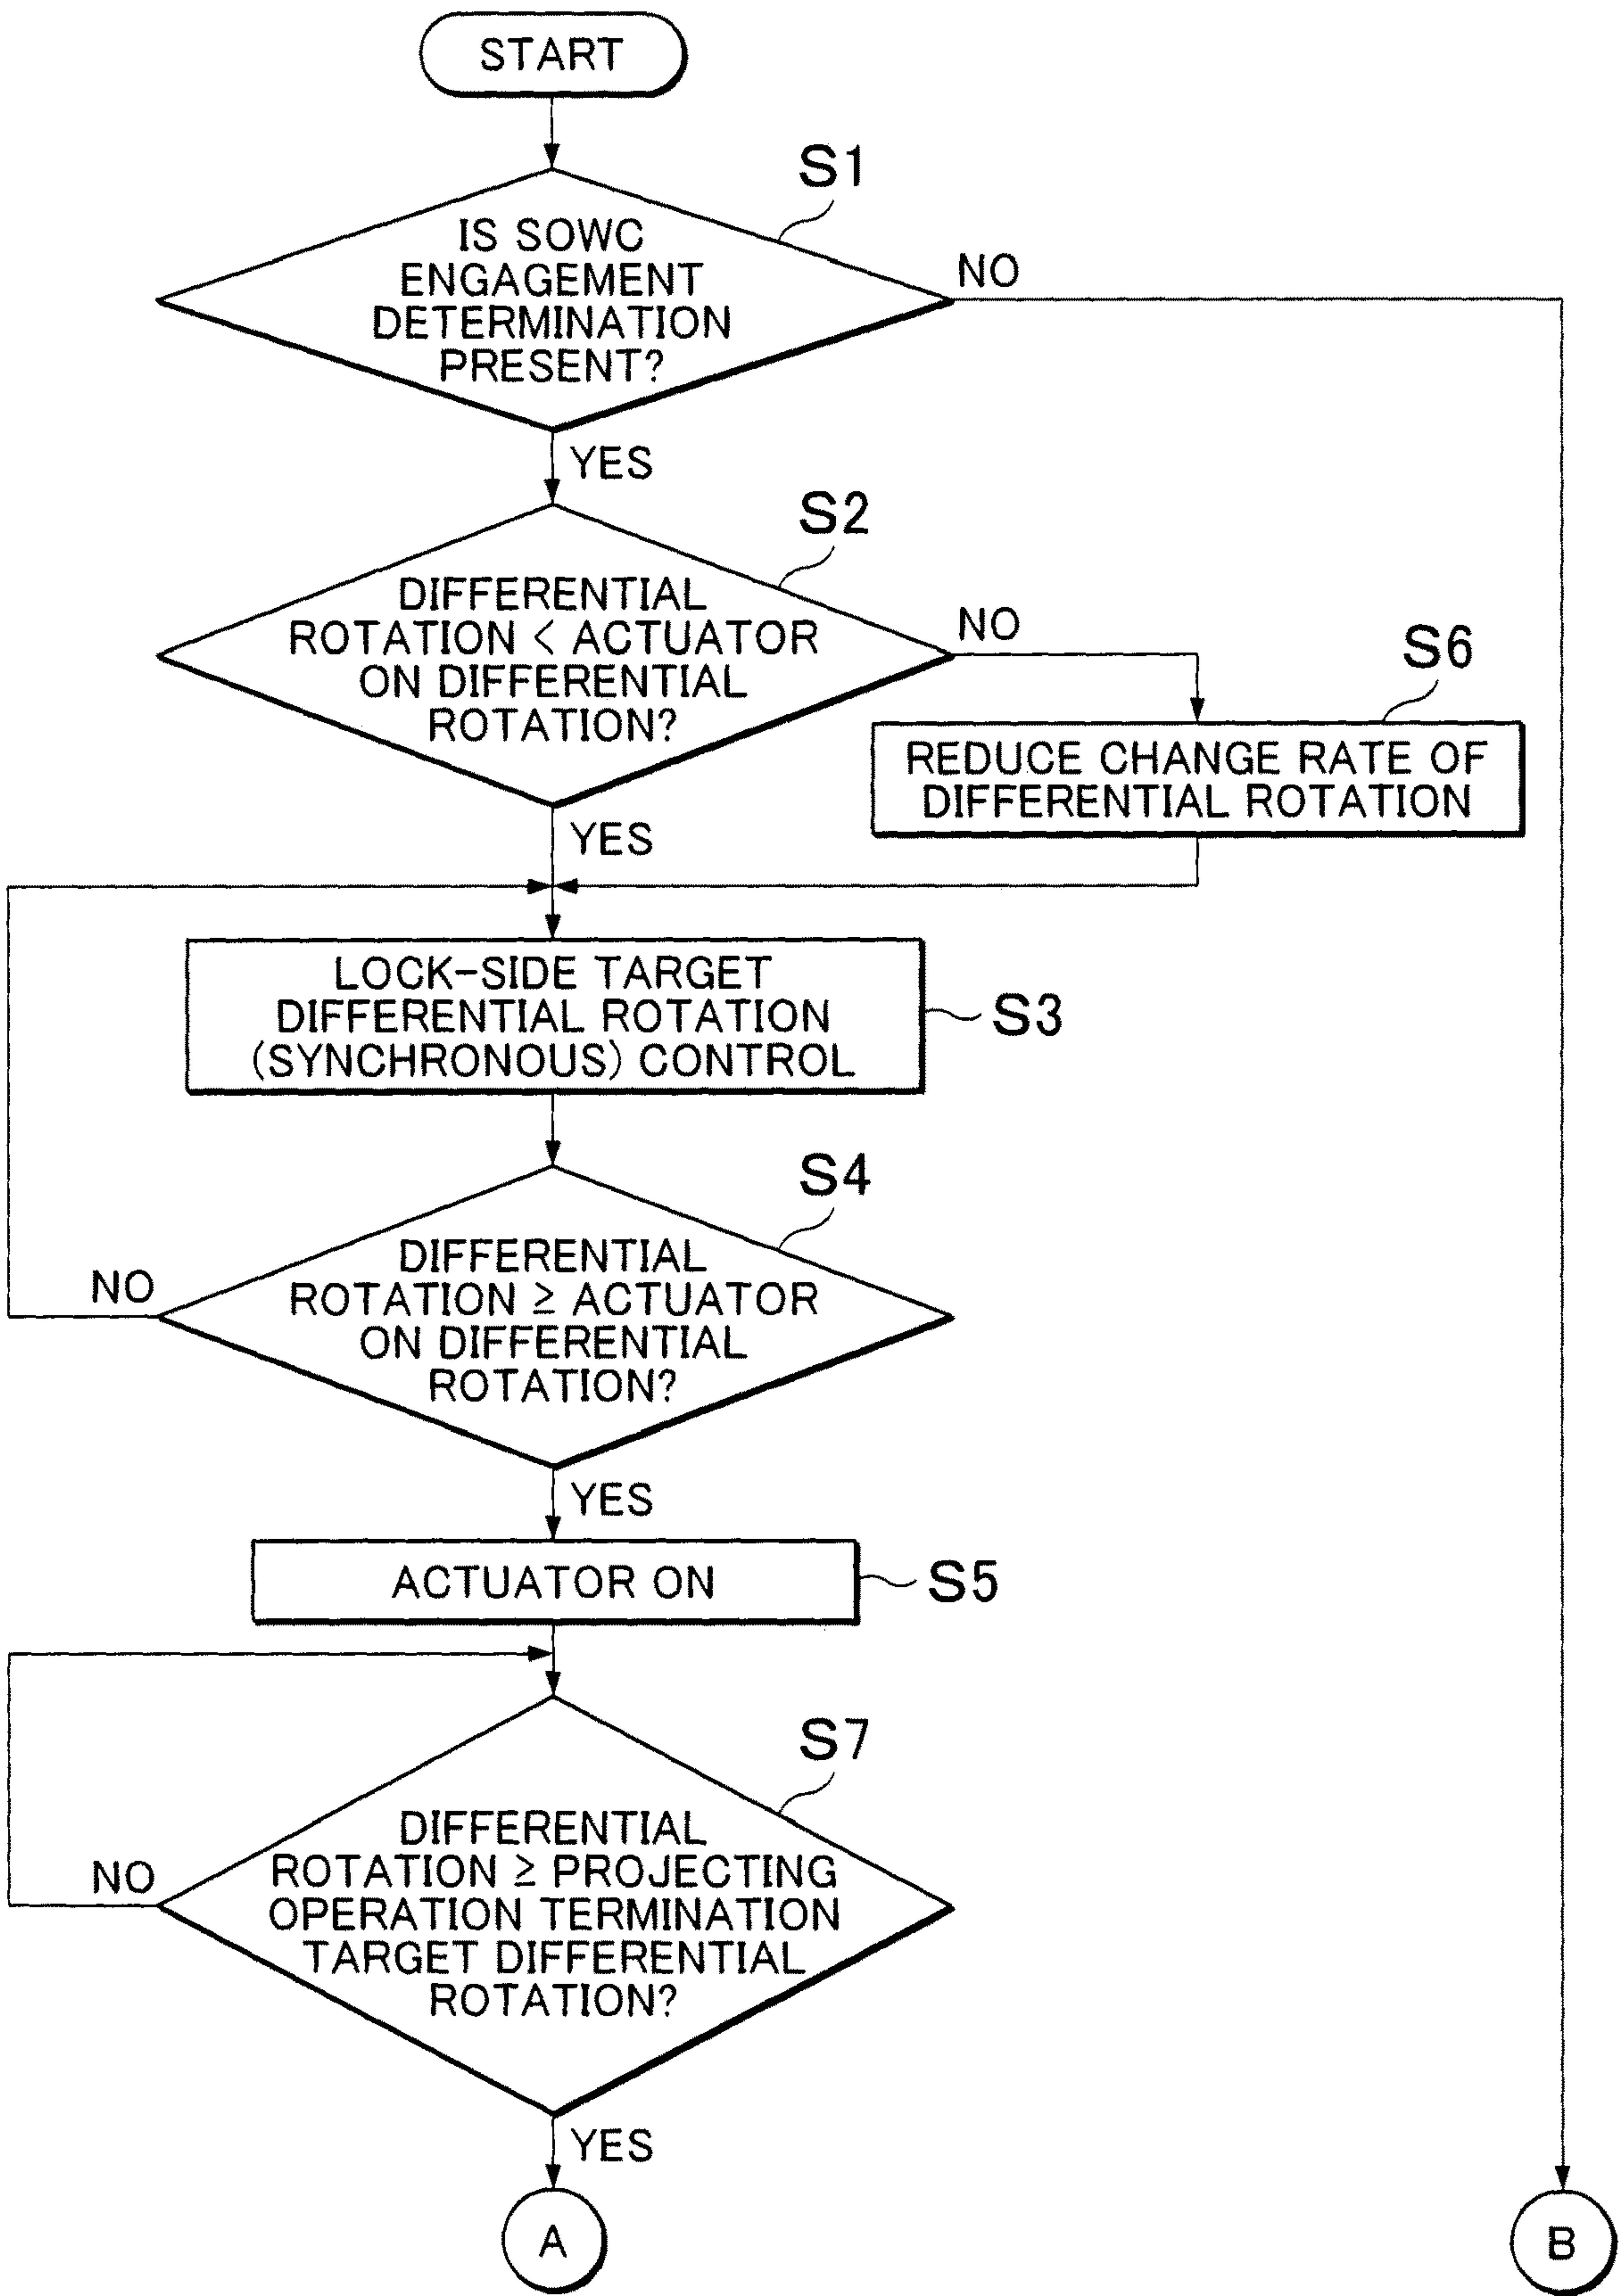 START
S1
IS SOWC
ENGAGEMENT
DETERMINATION
PRESENT?
NO
YES
S2
DIFFERENTIAL
ROTATION < ACTUATOR
ON DIFFERENTIAL
ROTATION?
NO
S6
REDUCE CHANGE RATE OF
DIFFERENTIAL ROTATION
YES
LOCK-SIDE TARGET
DIFFERENTIAL ROTATION
(SYNCHRONOUS) CONTROL
S3
S4
DIFFERENTIAL
ROTATION ≥ ACTUATOR
ON DIFFERENTIAL
ROTATION?
NO
YES
ACTUATOR ON
S5
S7
DIFFERENTIAL
ROTATION ≥ PROJECTING
OPERATION TERMINATION
TARGET DIFFERENTIAL
ROTATION?
NO
YES
A
B